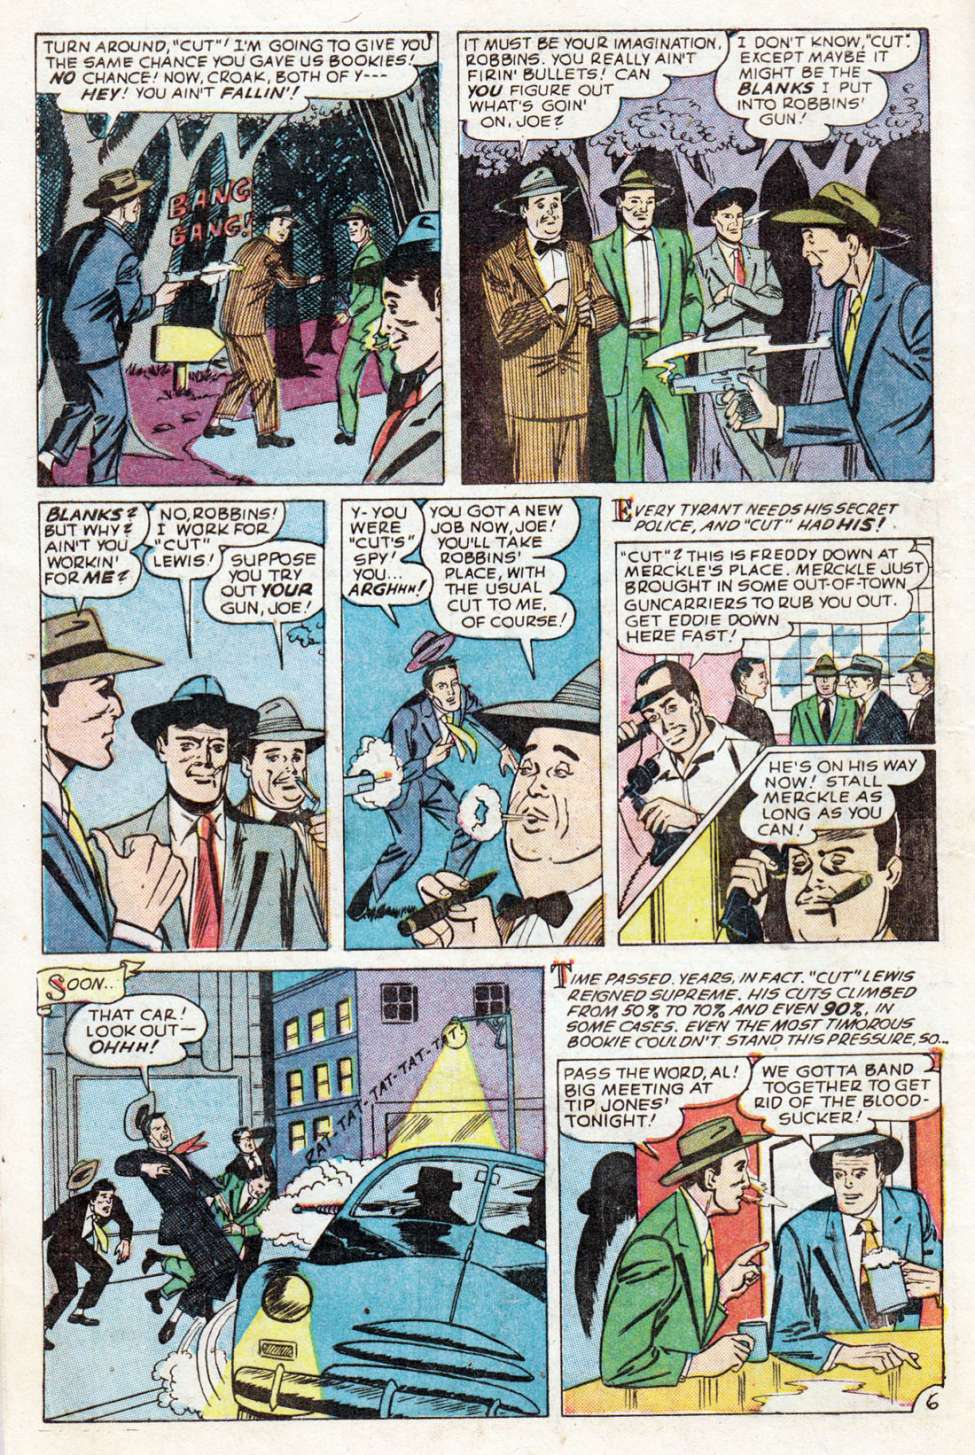 TURN AROUND, "CUT"! I'M GOING TO GIVE YOU
THE SAME CHANCE YOU GAVE US BOOKIES!
NO CHANCE! NOW, CROAK, BOTH OF Y---
HEY! YOU AIN'T FALLIN'!
BANG
BANG!
IT MUST BE YOUR IMAGINATION,
ROBBINS. YOU REALLY AIN'T
FIRIN' BULLETS! CAN
YOU FIGURE OUT
WHAT'S GOIN'
ON, JOE?
I DON'T KNOW, "CUT".
EXCEPT MAYBE IT
MIGHT BE THE
BLANKS I PUT
INTO ROBBINS'
GUN!
BLANKS?
BUT WHY?
AIN'T YOU
WORKIN'
FOR ME?
NO, ROBBINS!
I WORK FOR
"CUT"
LEWIS!
SUPPOSE
YOU TRY
OUT YOUR
GUN, JOE!
Y-YOU
WERE
"CUT'S"
SPY!
YOU...
ARGHHH!
YOU GOT A NEW
JOB NOW, JOE!
YOU'LL TAKE
ROBBINS'
PLACE, WITH
THE USUAL
CUT TO ME,
OF COURSE!
EVERY TYRANT NEEDS HIS SECRET
POLICE, AND "CUT" HAD HIS!
"CUT"? THIS IS FREDDY DOWN AT
MERCKLE'S PLACE. MERCKLE JUST
BROUGHT IN SOME OUT-OF-TOWN
GUNCARRIERS TO RUB YOU OUT.
GET EDDIE DOWN
HERE FAST!
HE'S ON HIS WAY
NOW! STALL
MERCKLE AS
LONG AS YOU
CAN!
SOON...
THAT CAR!
LOOK OUT—
OHHH!
RAT-TAT-TAT-TAT-TAT-TAT!
TIME PASSED. YEARS, IN FACT. "CUT" LEWIS
REIGNED SUPREME. HIS CUTS CLIMBED
FROM 50% TO 70% AND EVEN 90%, IN
SOME CASES. EVEN THE MOST TIMOROUS
BOOKIE COULDN'T STAND THIS PRESSURE, SO...
PASS THE WORD, AL!
BIG MEETING AT
TIP JONES'
TONIGHT!
WE GOTTA BAND
TOGETHER TO GET
RID OF THE BLOOD-
SUCKER!
6